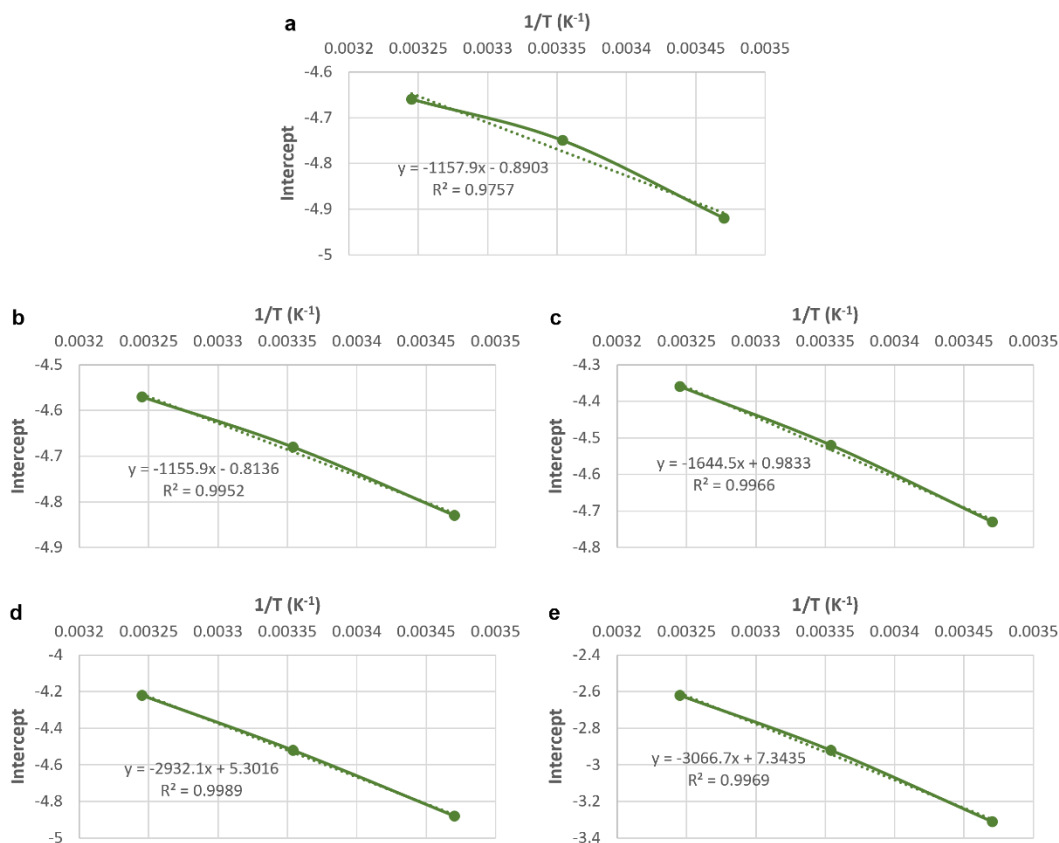 a
1/T (K⁻¹)
0.0032 0.00325 0.0033 0.00335 0.0034 0.00345 0.0035
-4.6
-4.7
-4.8
-4.9
-5
Intercept
y = -1157.9x - 0.8903
R² = 0.9757
b
1/T (K⁻¹)
0.0032 0.00325 0.0033 0.00335 0.0034 0.00345 0.0035
-4.5
-4.6
-4.7
-4.8
-4.9
Intercept
y = -1155.9x - 0.8136
R² = 0.9952
c
1/T (K⁻¹)
0.0032 0.00325 0.0033 0.00335 0.0034 0.00345 0.0035
-4.3
-4.4
-4.5
-4.6
-4.7
-4.8
Intercept
y = -1644.5x + 0.9833
R² = 0.9966
d
1/T (K⁻¹)
0.0032 0.00325 0.0033 0.00335 0.0034 0.00345 0.0035
-4
-4.2
-4.4
-4.6
-4.8
-5
Intercept
y = -2932.1x + 5.3016
R² = 0.9989
e
1/T (K⁻¹)
0.0032 0.00325 0.0033 0.00335 0.0034 0.00345 0.0035
-2.4
-2.6
-2.8
-3
-3.2
-3.4
Intercept
y = -3066.7x + 7.3435
R² = 0.9969